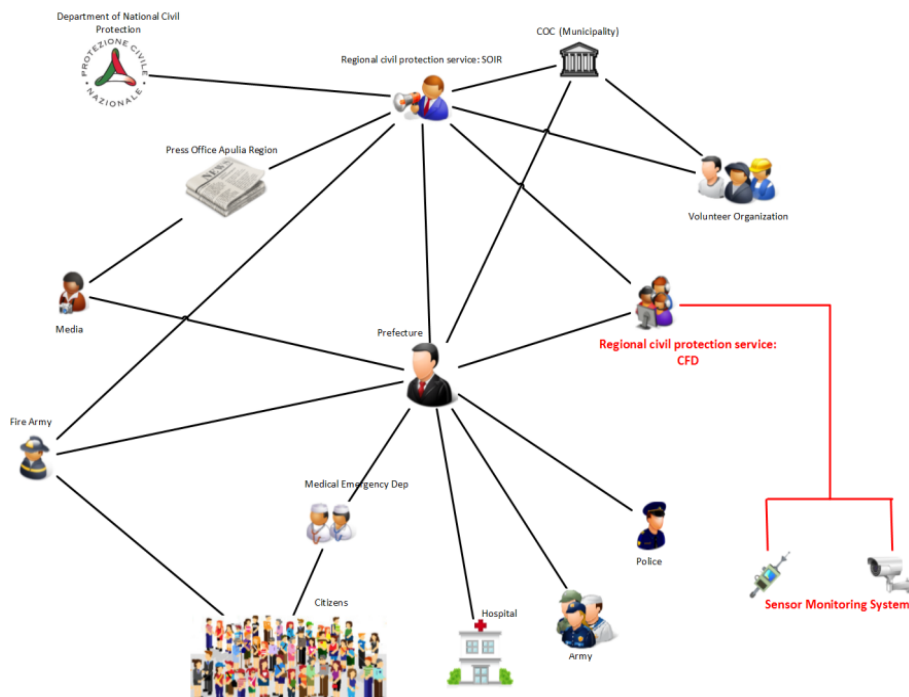 Department of National Civil
Protection
PROTEZIONE CIVILE
NAZIONALE
COC (Municipality)
Regional civil protection service: SOIR
Press Office Apulia Region
NEWS
Volunteer Organization
Media
Prefecture
Regional civil protection service:
CFD
Fire Army
Medical Emergency Dep
Police
Citizens
Hospital
Army
Sensor Monitoring System